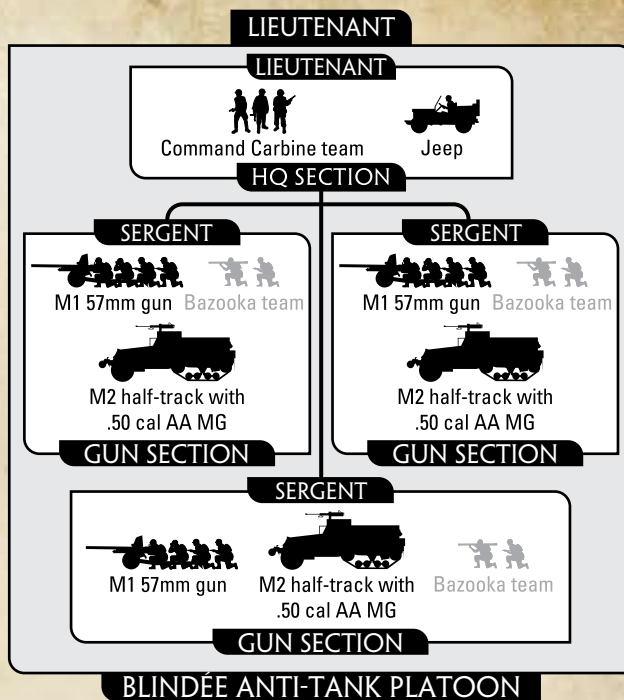 LIEUTENANT
LIEUTENANT
Command Carbine team
Jeep
HQ SECTION
SERGENT
M1 57mm gun
Bazooka team
M2 half-track with
.50 cal AA MG
GUN SECTION
SERGENT
M1 57mm gun
Bazooka team
M2 half-track with
.50 cal AA MG
GUN SECTION
SERGENT
M1 57mm gun
M2 half-track with
.50 cal AA MG
Bazooka team
GUN SECTION
BLINDÉE ANTI-TANK PLATOON